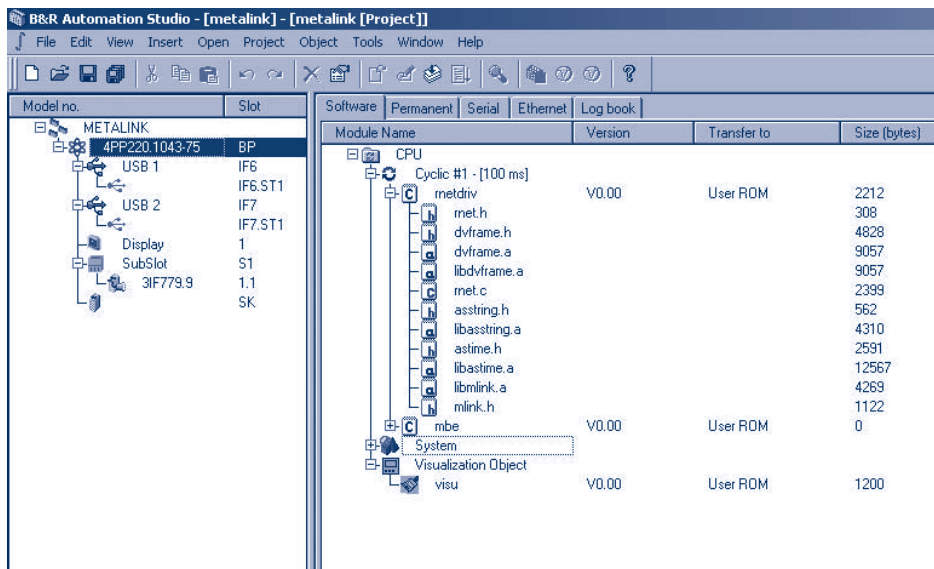 B&R Automation Studio - [metalink] - [metalink [Project]]
File Edit View Insert Open Project Object Tools Window Help
Model no. Slot
METALINK
4PP220.1043-75 BP
USB 1 IF6
IF6.ST1
USB 2 IF7
IF7.ST1
Display 1
SubSlot S1
3IF779.9 1.1
SK
Software Permanent Serial Ethernet Log book
Module Name Version Transfer to Size (bytes)
CPU
Cyclic #1 - [100 ms]
rnetdriv V0.00 User ROM 2212
rnet.h 308
dvframe.h 4828
dvframe.a 9057
libdvframe.a 9057
rnet.c 2399
asstring.h 562
libasstring.a 4310
astime.h 2591
libastime.a 12567
libmlink.a 4269
mlink.h 1122
mbe V0.00 User ROM 0
System
Visualization Object
visu V0.00 User ROM 1200